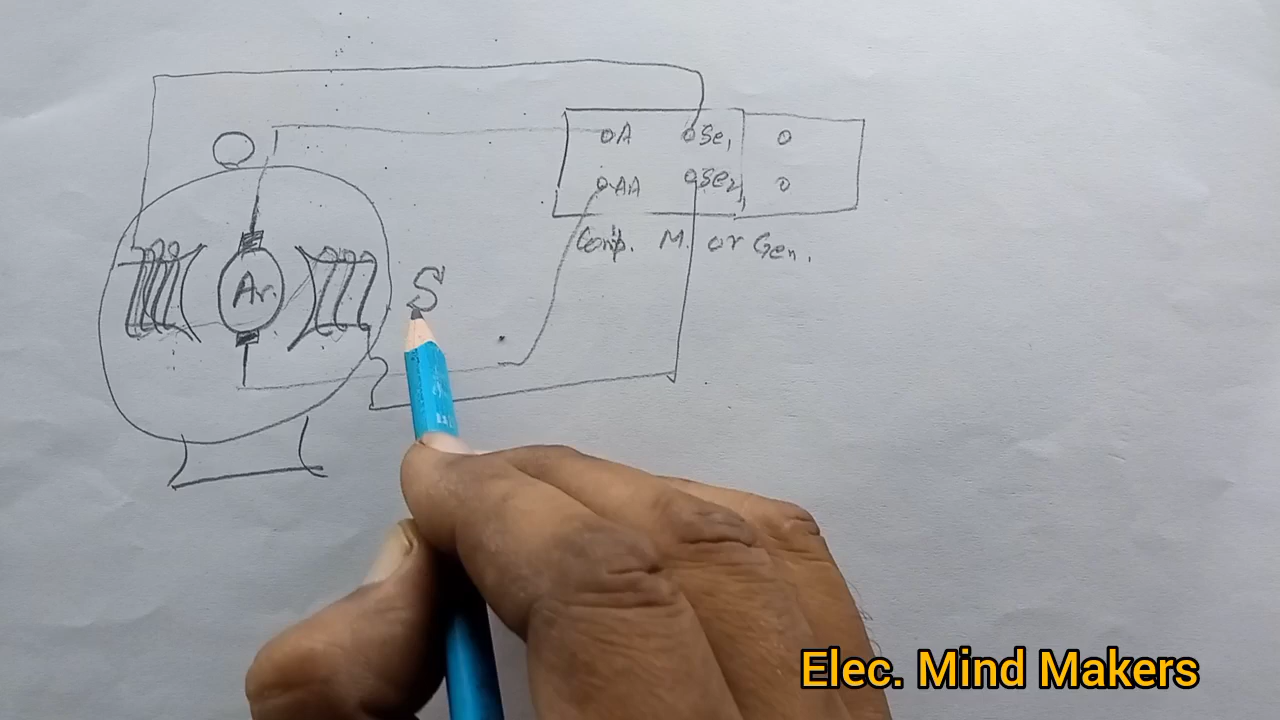 A Se1
AA Se2
Comp. M. or Gen.
Ar.
S
Elec. Mind Makers